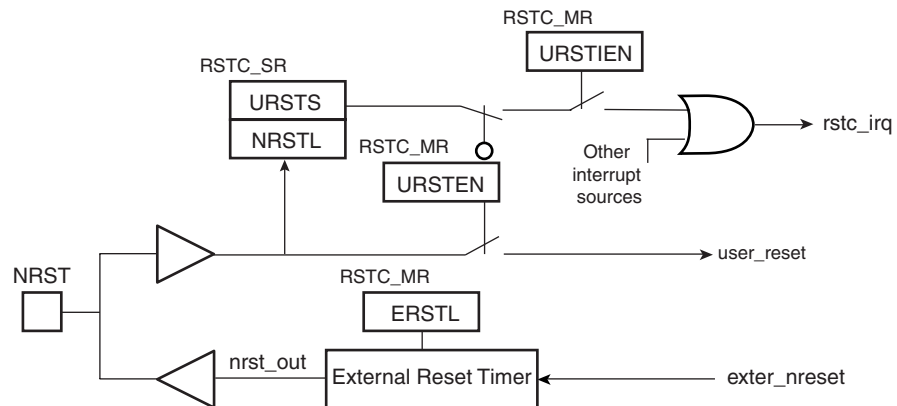 RSTC_MR
URSTIEN
RSTC_SR
URSTS
NRSTL
rstc_irq
RSTC_MR
URSTEN
Other
interrupt
sources
user_reset
NRST
RSTC_MR
ERSTL
nrst_out
External Reset Timer
exter_nreset